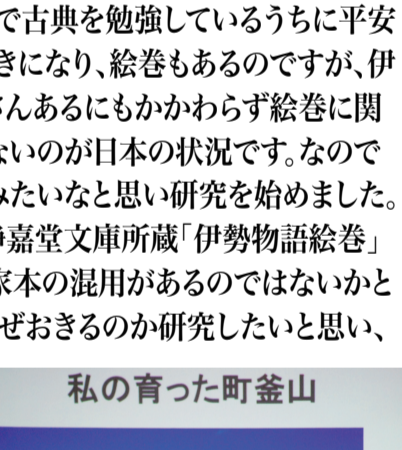 で古典を勉強しているうちに平安
きになり、絵巻もあるのですが、伊
さんあるにもかかわらず絵巻に関
ないのが日本の状況です。なので
みたいなと思い研究を始めました。
嘉堂文庫所蔵「伊勢物語絵巻」
家本の混用があるのではないかと
ぜおきるのか研究したいと思い、
私の育った町釜山